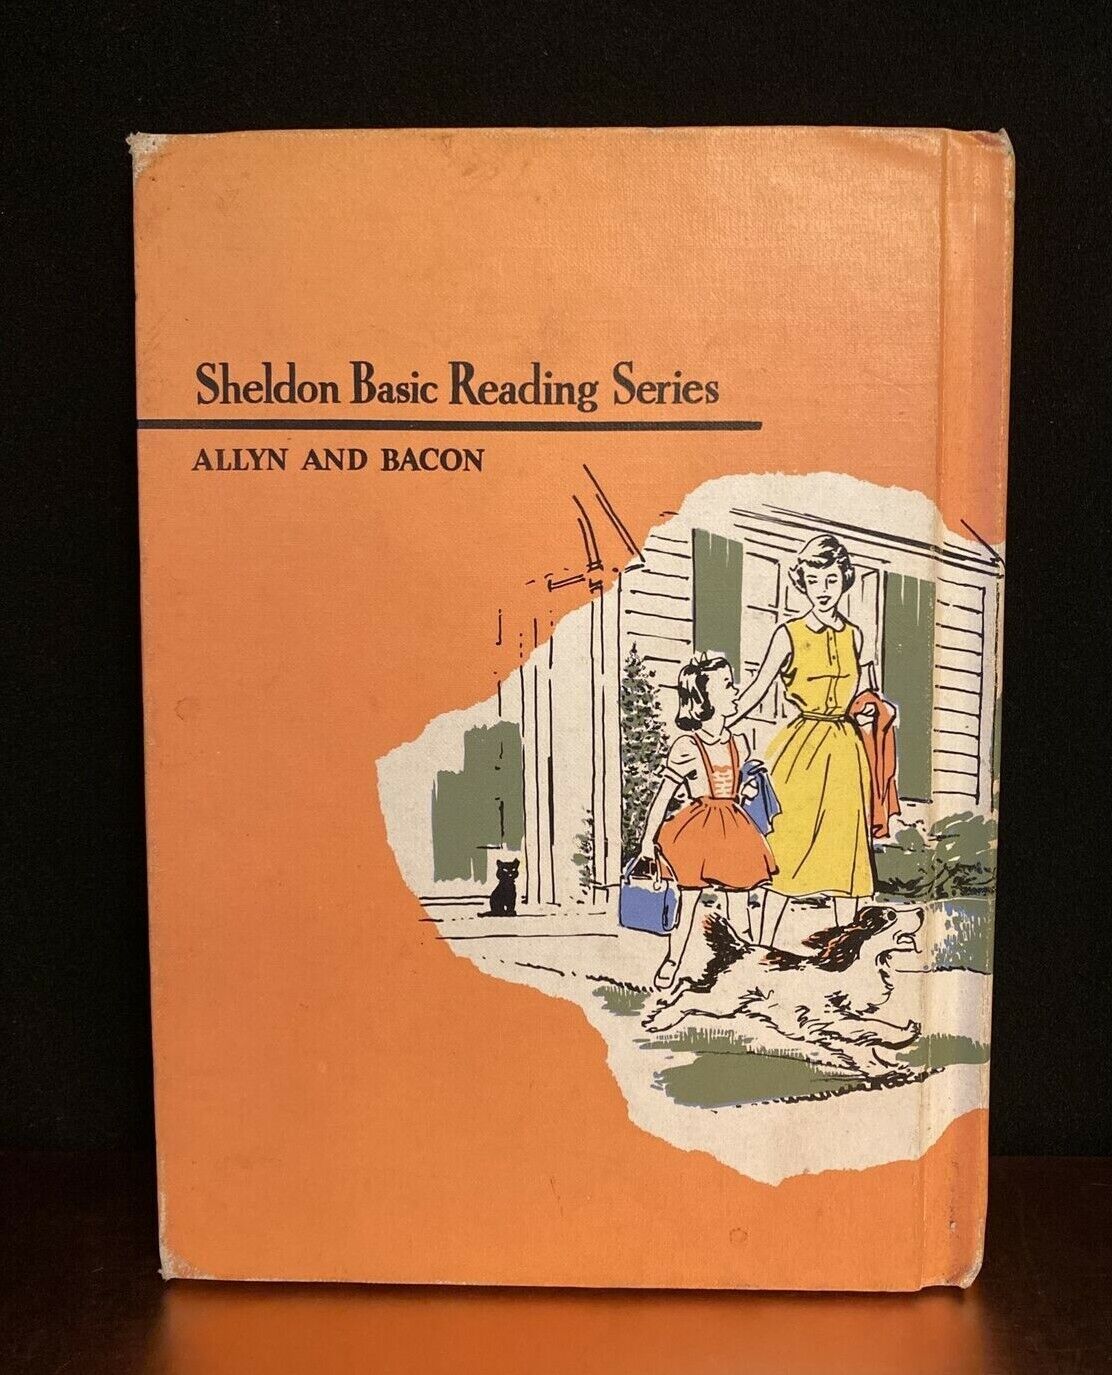 Sheldon Basic Reading Series
ALLYN AND BACON